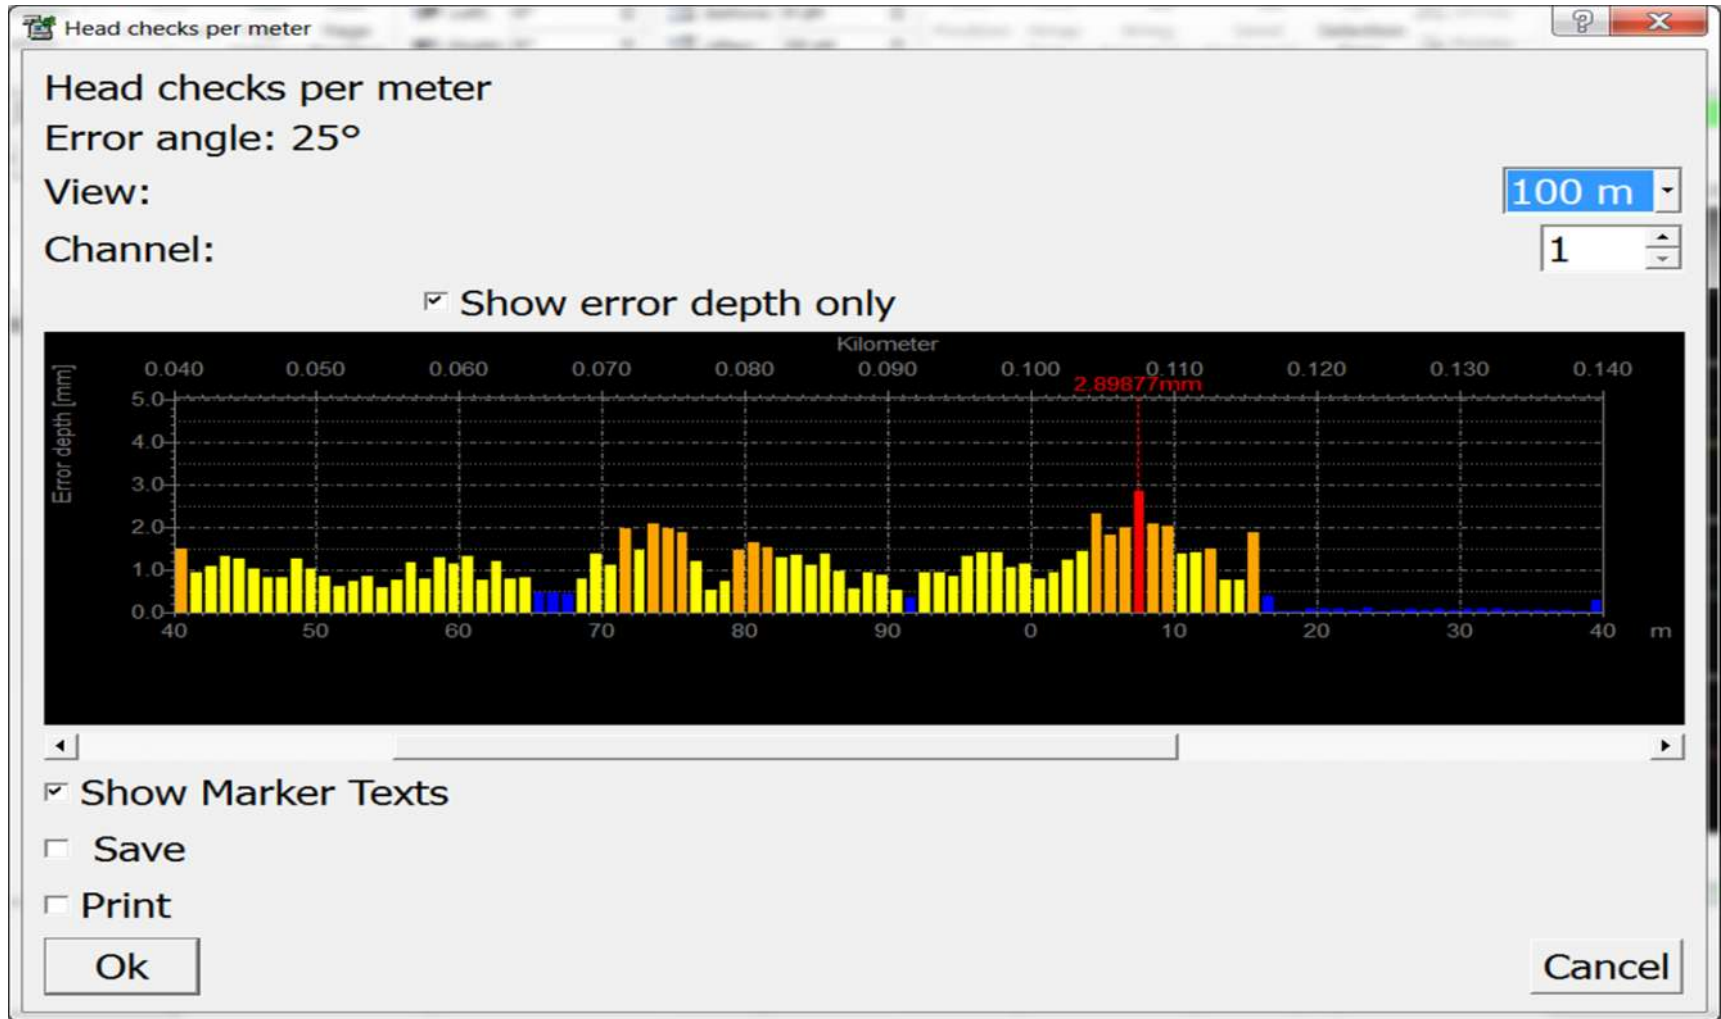 Head checks per meter
Head checks per meter
Error angle: 25°
View:
100 m
Channel:
1
Show error depth only
Kilometer
0.040 0.050 0.060 0.070 0.080 0.090 0.100 0.110 0.120 0.130 0.140
2.89877mm
Error depth [mm]
5.0
4.0
3.0
2.0
1.0
0.0
40 50 60 70 80 90 0 10 20 30 40 m
Show Marker Texts
Save
Print
Ok
Cancel